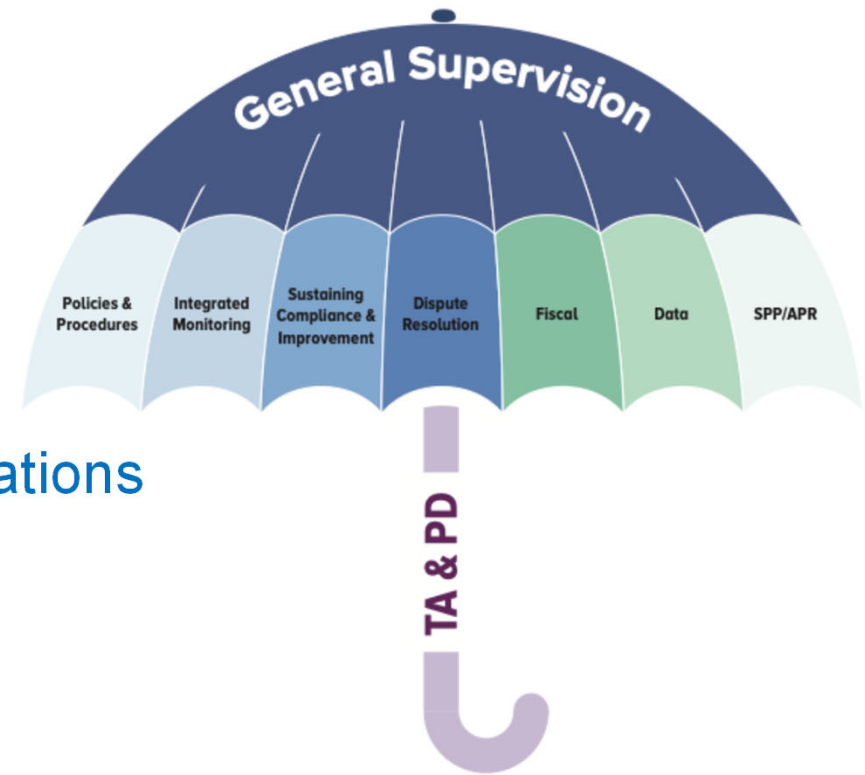 General Supervision
Policies &
Procedures
Integrated
Monitoring
Sustaining
Compliance &
Improvement
Dispute
Resolution
Fiscal
Data
SPP/APR
ations
TA & PD